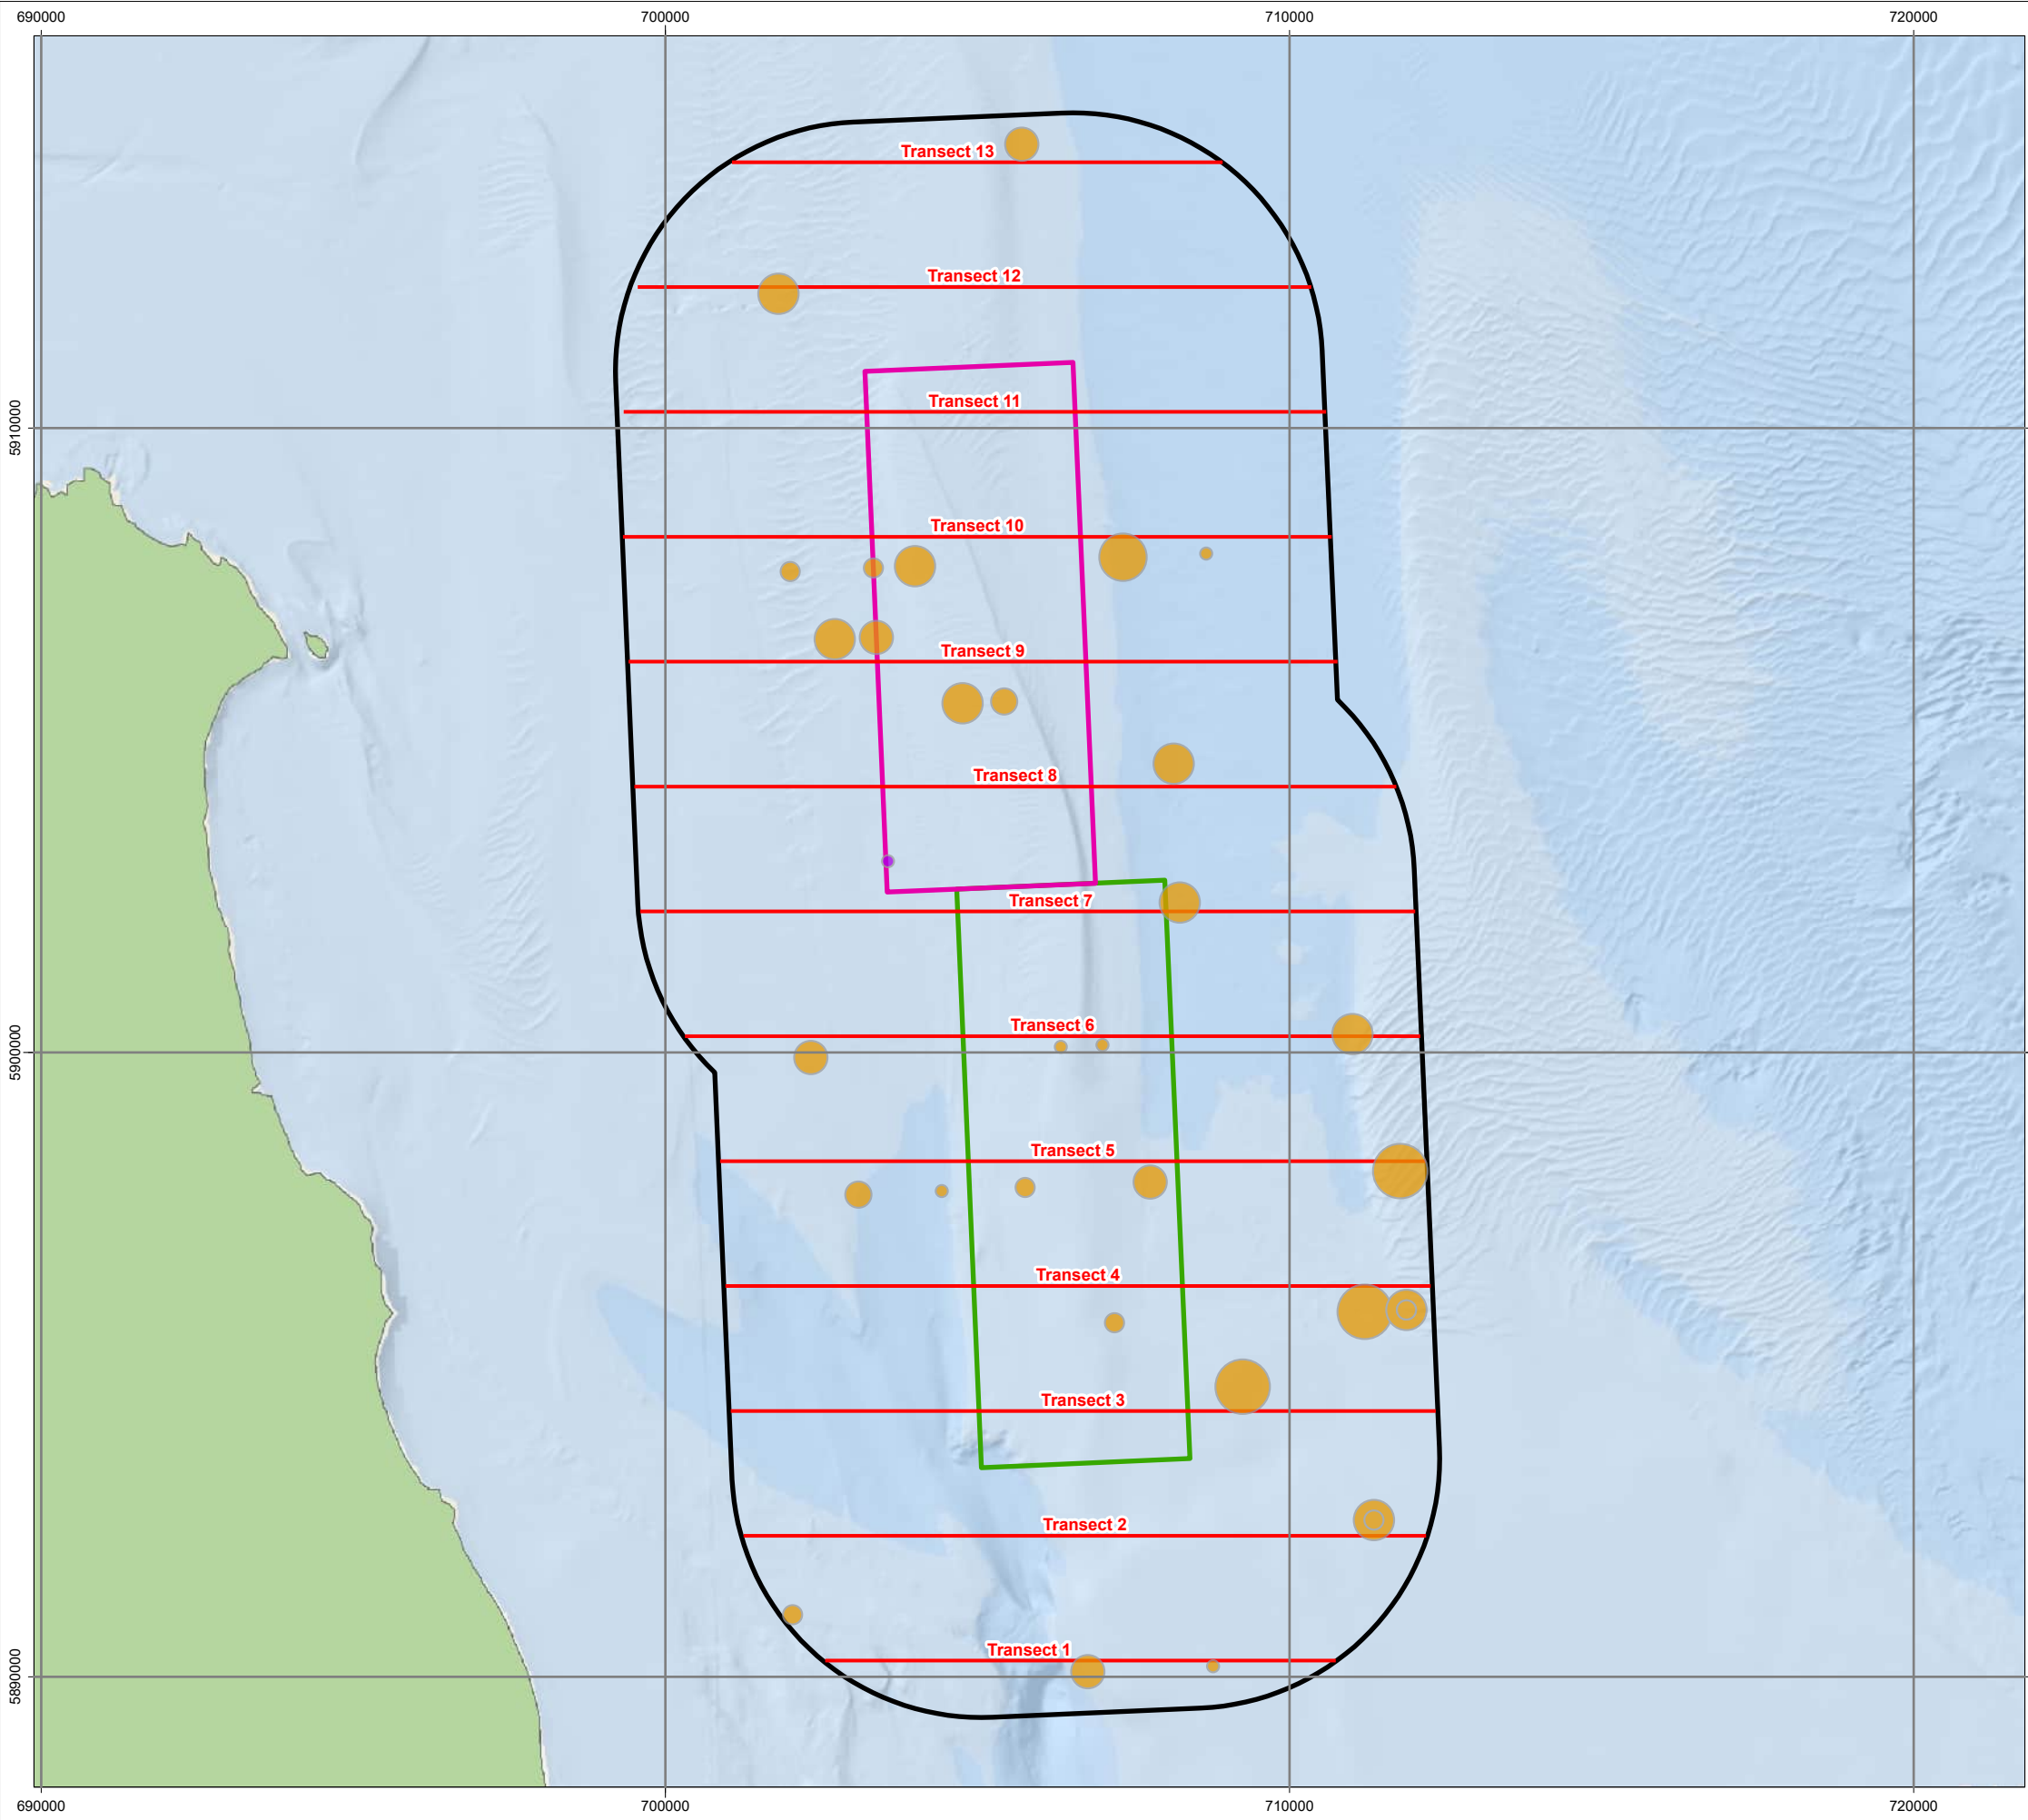 690000 700000 710000 720000
Transect 13
Transect 12
Transect 11
5910000
Transect 10
Transect 9
Transect 8
Transect 7
Transect 6
5900000
Transect 5
Transect 4
Transect 3
Transect 2
Transect 1
5890000
690000 700000 710000 720000